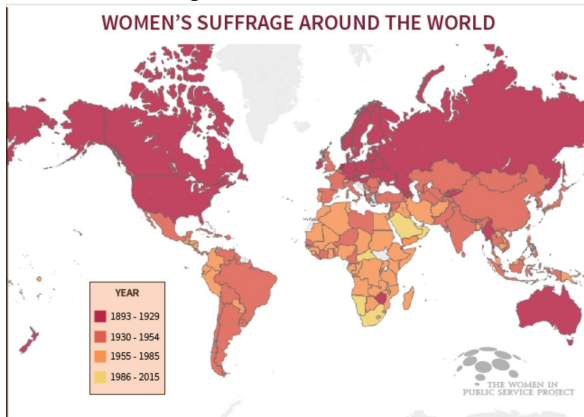 WOMEN'S SUFFRAGE AROUND THE WORLD
YEAR
1893 - 1929
1930 - 1954
1955 - 1985
1986 - 2015
THE WOMEN IN
PUBLIC SERVICE PROJECT